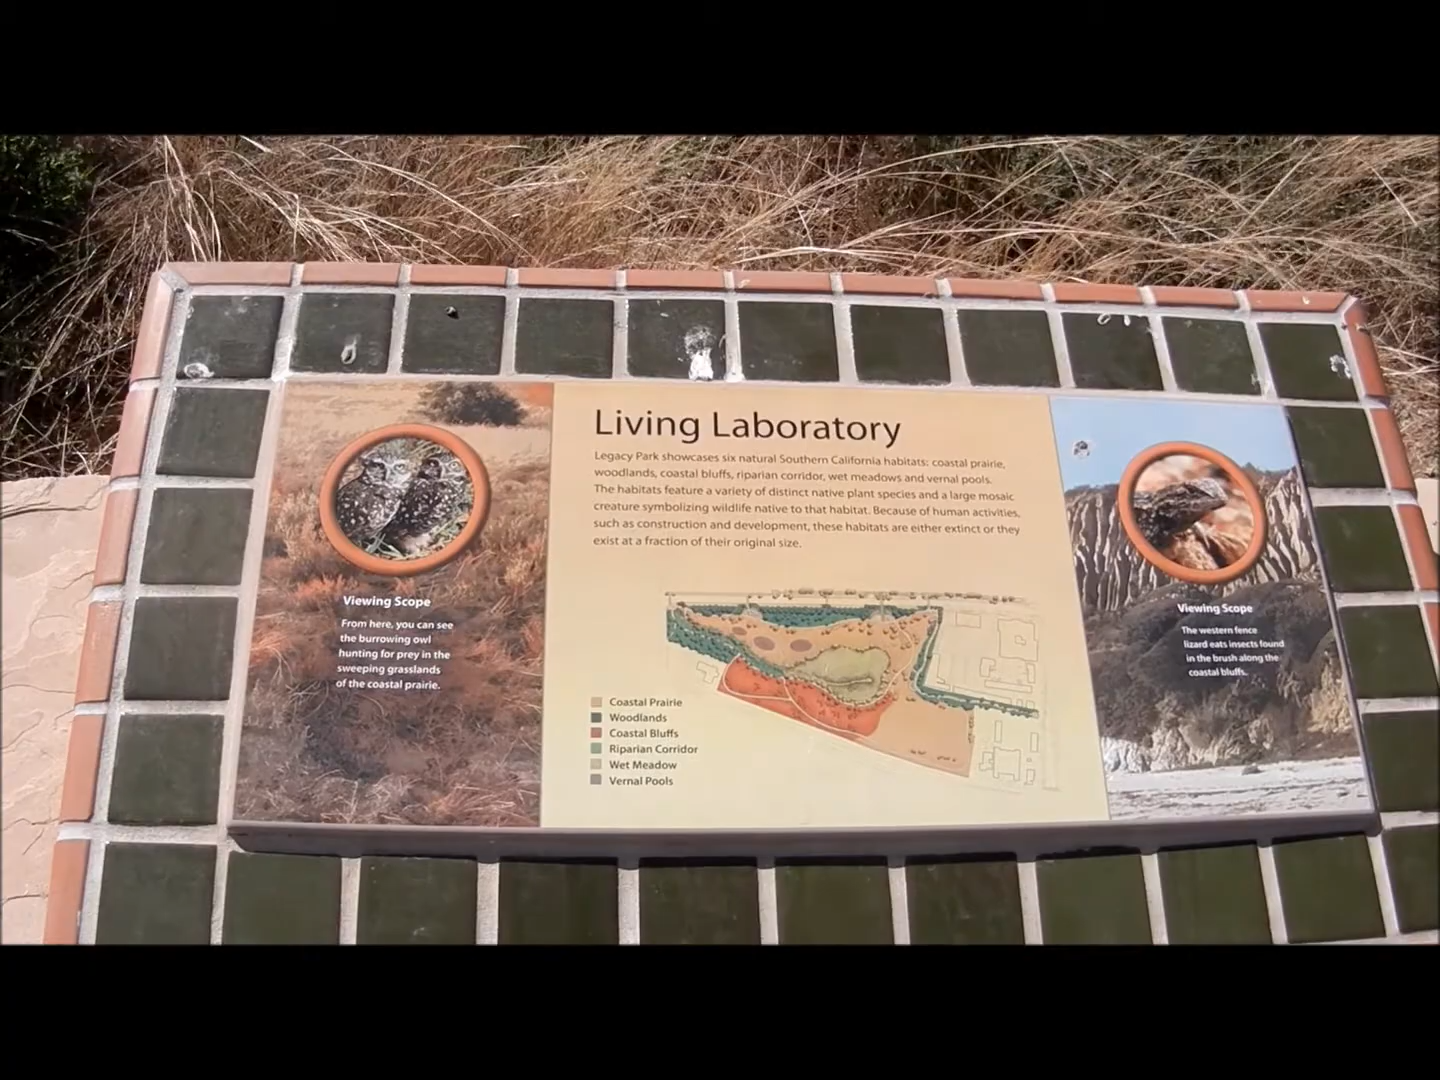 Living Laboratory
Legacy Park showcases six natural Southern California habitats: coastal prairie,
woodlands, coastal bluffs, riparian corridor, wet meadows and vernal pools.
The habitats feature a variety of distinct native plant species and a large mosaic
creature symbolizing wildlife native to that habitat. Because of human activities,
such as construction and development, these habitats are either extinct or they
exist at a fraction of their original size.
Viewing Scope
From here, you can see
the burrowing owl
hunting for prey in the
sweeping grasslands
of the coastal prairie.
Coastal Prairie
Woodlands
Coastal Bluffs
Riparian Corridor
Wet Meadow
Vernal Pools
Viewing Scope
The western fence
lizard eats insects found
in the brush along the
coastal bluffs.